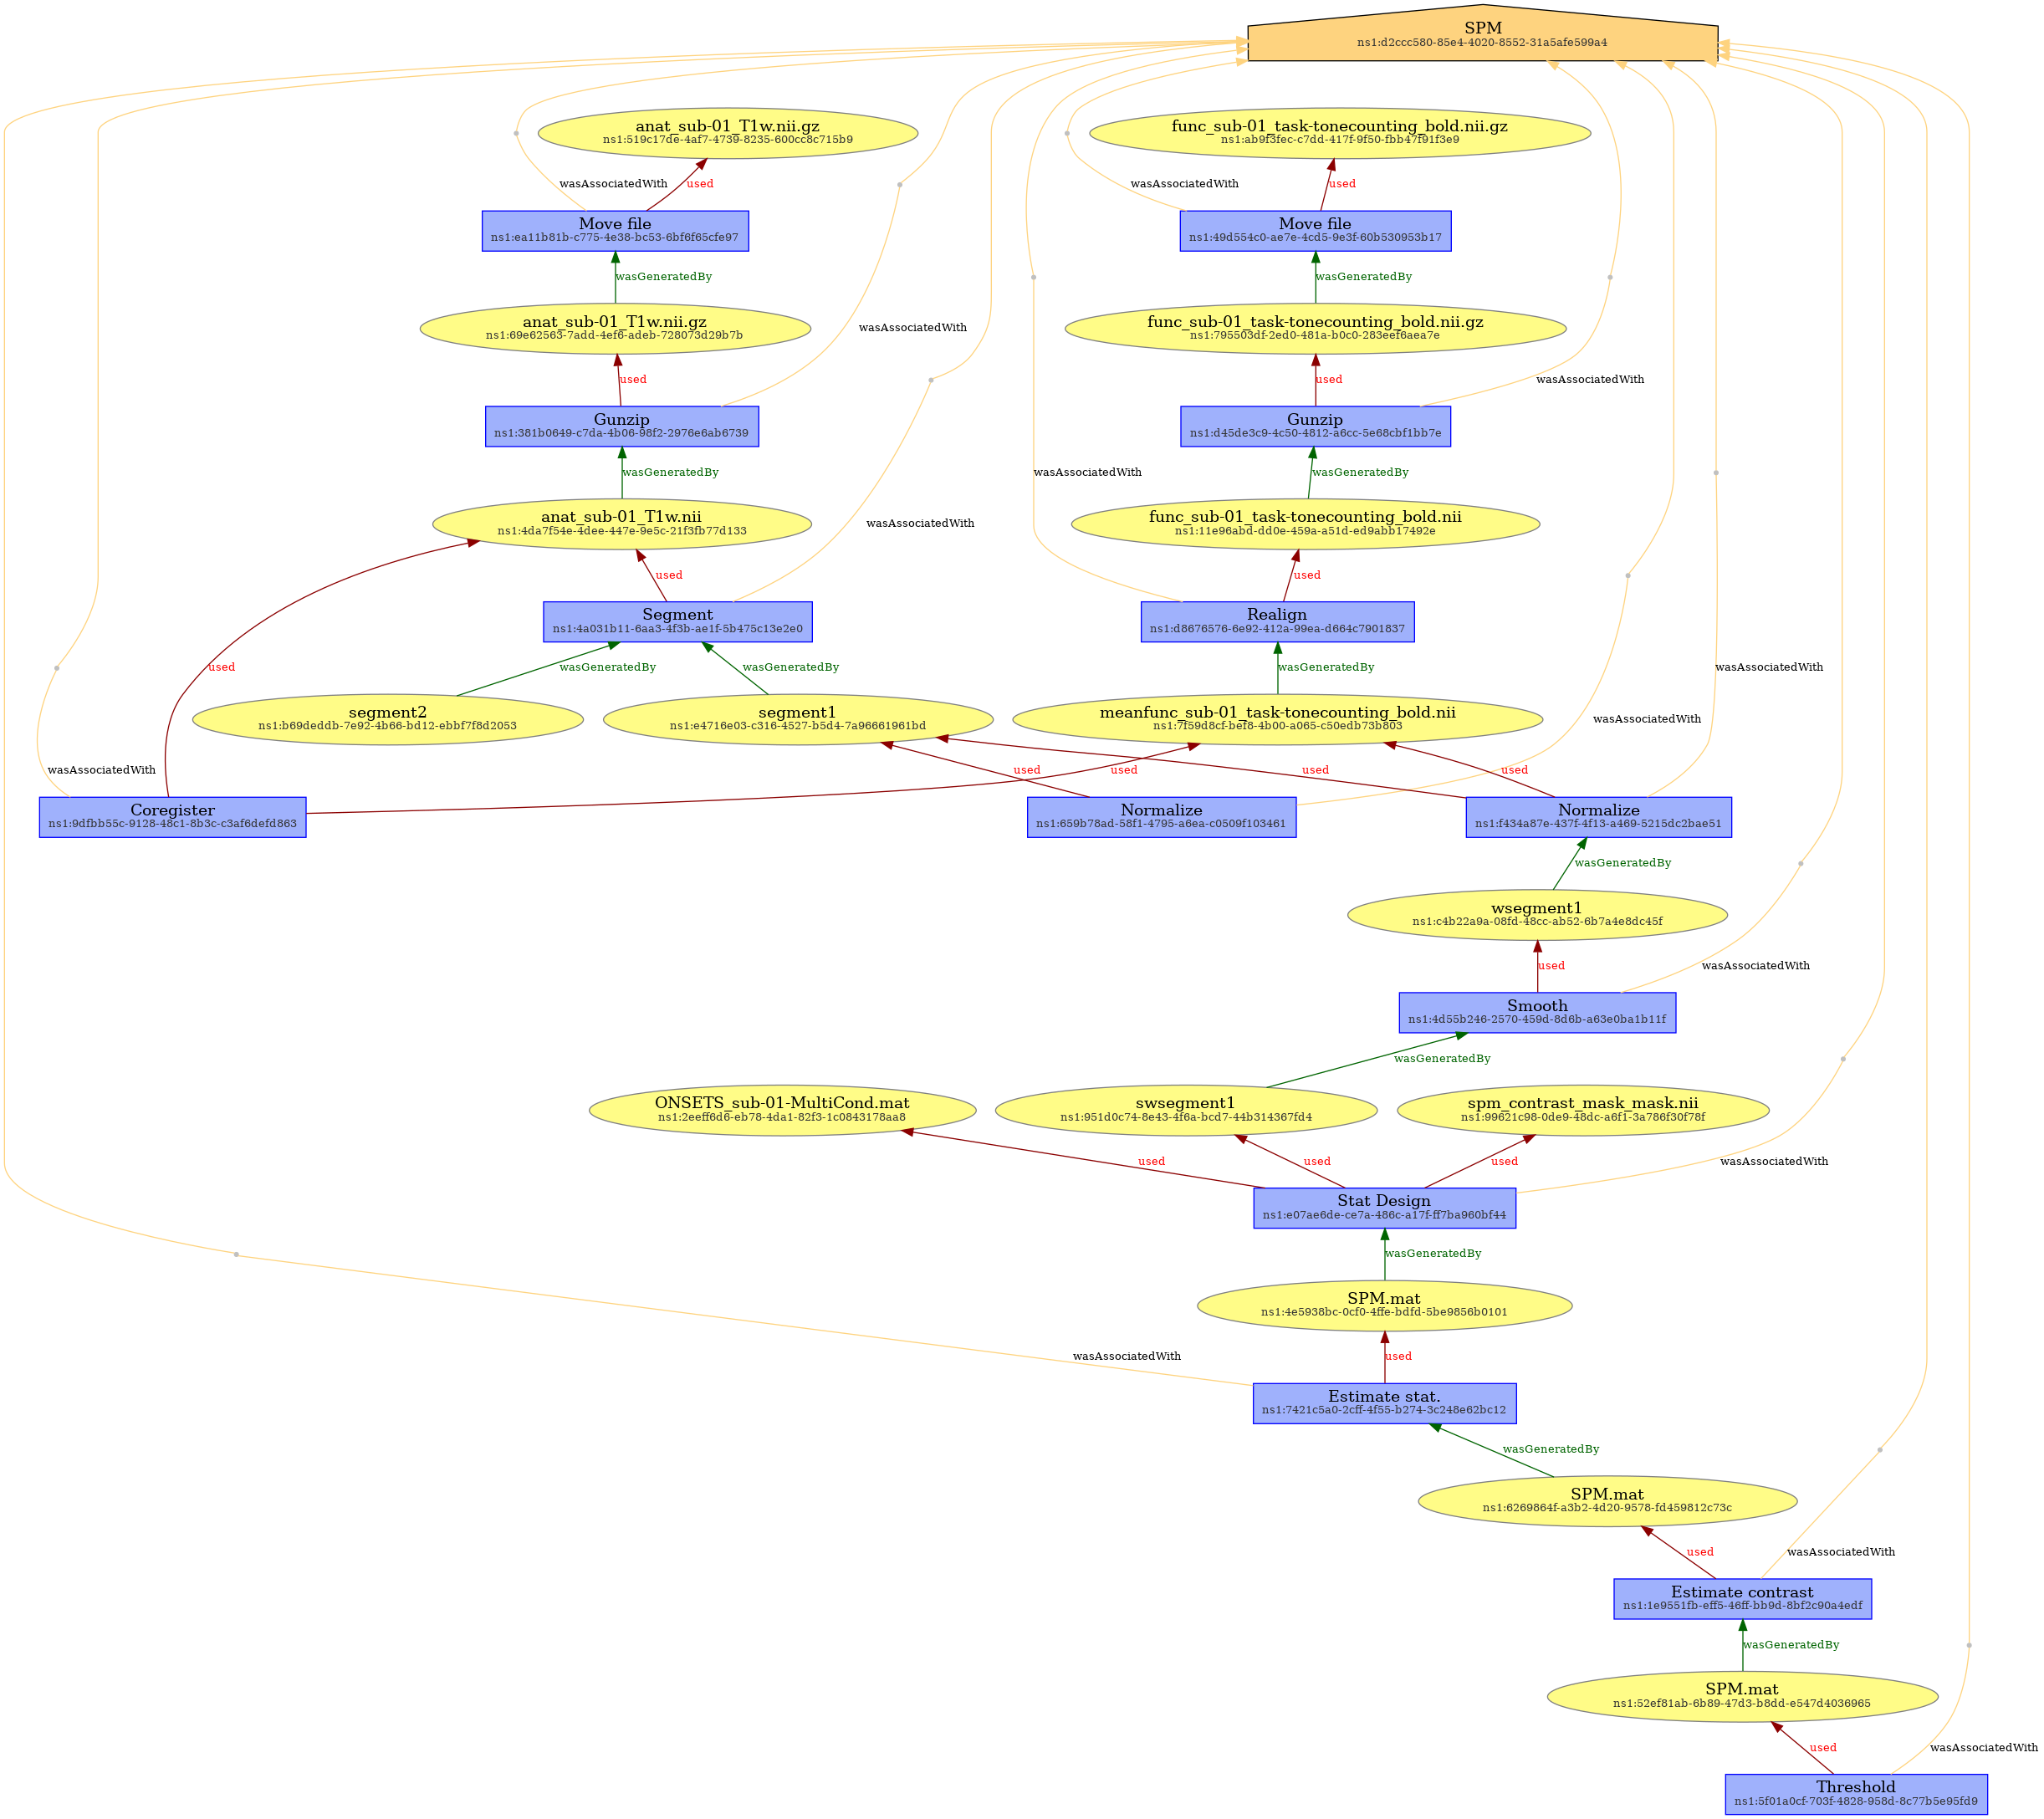 SPM
ns1:d2ccc580-85e4-4020-8552-31a5afe599a4
anat_sub-01_T1w.nii.gz
ns1:519c17de-4af7-4739-8235-600cc8c715b9
func_sub-01_task-tonecounting_bold.nii.gz
ns1:ab9f3fec-c7dd-417f-9f50-fbb47f91f3e9
wasAssociatedWith
used
wasAssociatedWith
used
Move file
ns1:ea11b81b-c775-4e38-bc53-6bf6f65cfe97
Move file
ns1:49d554c0-ae7e-4cd5-9e3f-60b530953b17
wasGeneratedBy
wasGeneratedBy
anat_sub-01_T1w.nii.gz
ns1:69e62563-7add-4ef6-adeb-728073d29b7b
wasAssociatedWith
func_sub-01_task-tonecounting_bold.nii.gz
ns1:795503df-2ed0-481a-b0c0-283eef6aea7e
used
used
wasAssociatedWith
Gunzip
ns1:381b0649-c7da-4b06-98f2-2976e6ab6739
Gunzip
ns1:d45de3c9-4c50-4812-a6cc-5e68cbf1bb7e
wasGeneratedBy
wasAssociatedWith
wasGeneratedBy
anat_sub-01_T1w.nii
ns1:4da7f54e-4dee-447e-9e5c-21f3fb77d133
wasAssociatedWith
func_sub-01_task-tonecounting_bold.nii
ns1:11e96abd-dd0e-459a-a51d-ed9abb17492e
used
used
Segment
ns1:4a031b11-6aa3-4f3b-ae1f-5b475c13e2e0
Realign
ns1:d8676576-6e92-412a-99ea-d664c7901837
used
wasGeneratedBy
wasGeneratedBy
wasGeneratedBy
wasAssociatedWith
segment2
ns1:b69deddb-7e92-4b66-bd12-ebbf7f8d2053
segment1
ns1:e4716e03-c316-4527-b5d4-7a96661961bd
meanfunc_sub-01_task-tonecounting_bold.nii
ns1:7f59d8cf-bef8-4b00-a065-c50edb73b803
wasAssociatedWith
wasAssociatedWith
used
used
used
used
Coregister
ns1:9dfbb55c-9128-48c1-8b3c-c3af6defd863
Normalize
ns1:659b78ad-58f1-4795-a6ea-c0509f103461
Normalize
ns1:f434a87e-437f-4f13-a469-5215dc2bae51
wasGeneratedBy
wsegment1
ns1:c4b22a9a-08fd-48cc-ab52-6b7a4e8dc45f
used
wasAssociatedWith
Smooth
ns1:4d55b246-2570-459d-8d6b-a63e0ba1b11f
wasGeneratedBy
ONSETS_sub-01-MultiCond.mat
ns1:2eeff6d6-eb78-4da1-82f3-1c0843178aa8
swsegment1
ns1:951d0c74-8e43-4f6a-bcd7-44b314367fd4
spm_contrast_mask_mask.nii
ns1:99621c98-0de9-48dc-a6f1-3a786f30f78f
used
used
used
wasAssociatedWith
Stat Design
ns1:e07ae6de-ce7a-486c-a17f-ff7ba960bf44
wasGeneratedBy
SPM.mat
ns1:4e5938bc-0cf0-4ffe-bdfd-5be9856b0101
wasAssociatedWith
used
Estimate stat.
ns1:7421c5a0-2cff-4f55-b274-3c248e62bc12
wasGeneratedBy
SPM.mat
ns1:6269864f-a3b2-4d20-9578-fd459812c73c
used
wasAssociatedWith
Estimate contrast
ns1:1e9551fb-eff5-46ff-bb9d-8bf2c90a4edf
wasGeneratedBy
SPM.mat
ns1:52ef81ab-6b89-47d3-b8dd-e547d4036965
used
wasAssociatedWith
Threshold
ns1:5f01a0cf-703f-4828-958d-8c77b5e95fd9